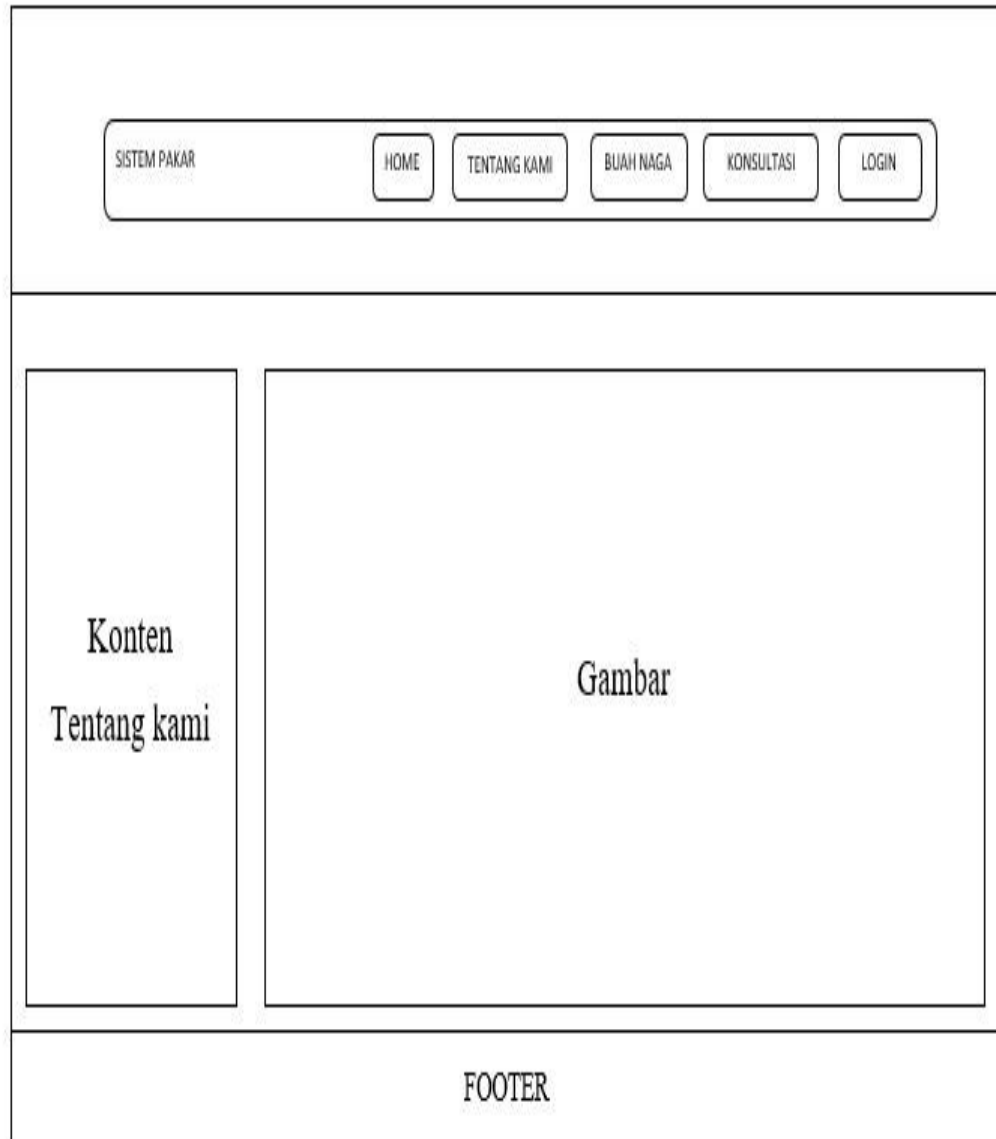 SISTEM PAKAR
HOME
TENTANG KAMI
BUAH NAGA
KONSULTASI
LOGIN
Konten
Tentang kami
Gambar
FOOTER